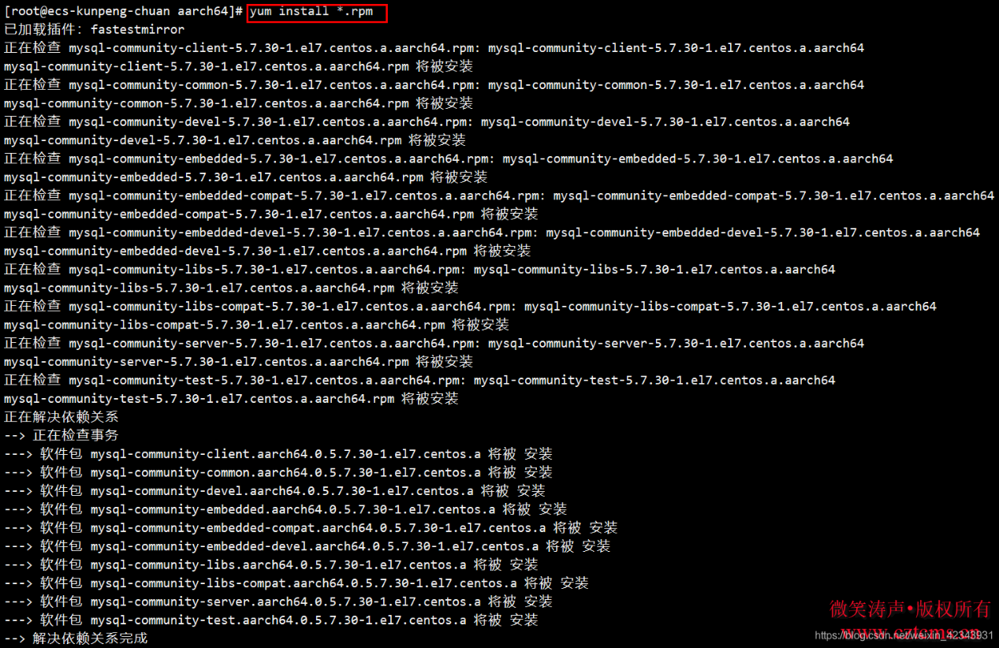 [root@ecs-kunpeng-chuan aarch64]# yum install *.rpm
已加载插件：fastestmirror
正在检查 mysql-community-client-5.7.30-1.el7.centos.a.aarch64.rpm: mysql-community-client-5.7.30-1.el7.centos.a.aarch64
mysql-community-client-5.7.30-1.el7.centos.a.aarch64.rpm 将被安装
正在检查 mysql-community-common-5.7.30-1.el7.centos.a.aarch64.rpm: mysql-community-common-5.7.30-1.el7.centos.a.aarch64
mysql-community-common-5.7.30-1.el7.centos.a.aarch64.rpm 将被安装
正在检查 mysql-community-devel-5.7.30-1.el7.centos.a.aarch64.rpm: mysql-community-devel-5.7.30-1.el7.centos.a.aarch64
mysql-community-devel-5.7.30-1.el7.centos.a.aarch64.rpm 将被安装
正在检查 mysql-community-embedded-5.7.30-1.el7.centos.a.aarch64.rpm: mysql-community-embedded-5.7.30-1.el7.centos.a.aarch64
mysql-community-embedded-5.7.30-1.el7.centos.a.aarch64.rpm 将被安装
正在检查 mysql-community-embedded-compat-5.7.30-1.el7.centos.a.aarch64.rpm: mysql-community-embedded-compat-5.7.30-1.el7.centos.a.aarch64
mysql-community-embedded-compat-5.7.30-1.el7.centos.a.aarch64.rpm 将被安装
正在检查 mysql-community-embedded-devel-5.7.30-1.el7.centos.a.aarch64.rpm: mysql-community-embedded-devel-5.7.30-1.el7.centos.a.aarch64
mysql-community-embedded-devel-5.7.30-1.el7.centos.a.aarch64.rpm 将被安装
正在检查 mysql-community-libs-5.7.30-1.el7.centos.a.aarch64.rpm: mysql-community-libs-5.7.30-1.el7.centos.a.aarch64
mysql-community-libs-5.7.30-1.el7.centos.a.aarch64.rpm 将被安装
正在检查 mysql-community-libs-compat-5.7.30-1.el7.centos.a.aarch64.rpm: mysql-community-libs-compat-5.7.30-1.el7.centos.a.aarch64
mysql-community-libs-compat-5.7.30-1.el7.centos.a.aarch64.rpm 将被安装
正在检查 mysql-community-server-5.7.30-1.el7.centos.a.aarch64.rpm: mysql-community-server-5.7.30-1.el7.centos.a.aarch64
mysql-community-server-5.7.30-1.el7.centos.a.aarch64.rpm 将被安装
正在检查 mysql-community-test-5.7.30-1.el7.centos.a.aarch64.rpm: mysql-community-test-5.7.30-1.el7.centos.a.aarch64
mysql-community-test-5.7.30-1.el7.centos.a.aarch64.rpm 将被安装
正在解决依赖关系
--> 正在检查事务
---> 软件包 mysql-community-client.aarch64.0.5.7.30-1.el7.centos.a 将被 安装
---> 软件包 mysql-community-common.aarch64.0.5.7.30-1.el7.centos.a 将被 安装
---> 软件包 mysql-community-devel.aarch64.0.5.7.30-1.el7.centos.a 将被 安装
---> 软件包 mysql-community-embedded.aarch64.0.5.7.30-1.el7.centos.a 将被 安装
---> 软件包 mysql-community-embedded-compat.aarch64.0.5.7.30-1.el7.centos.a 将被 安装
---> 软件包 mysql-community-embedded-devel.aarch64.0.5.7.30-1.el7.centos.a 将被 安装
---> 软件包 mysql-community-libs.aarch64.0.5.7.30-1.el7.centos.a 将被 安装
---> 软件包 mysql-community-libs-compat.aarch64.0.5.7.30-1.el7.centos.a 将被 安装
---> 软件包 mysql-community-server.aarch64.0.5.7.30-1.el7.centos.a 将被 安装
---> 软件包 mysql-community-test.aarch64.0.5.7.30-1.el7.centos.a 将被 安装
--> 解决依赖关系完成
微笑涛声•版权所有
https://blog.csdn.net/weixin_42343931